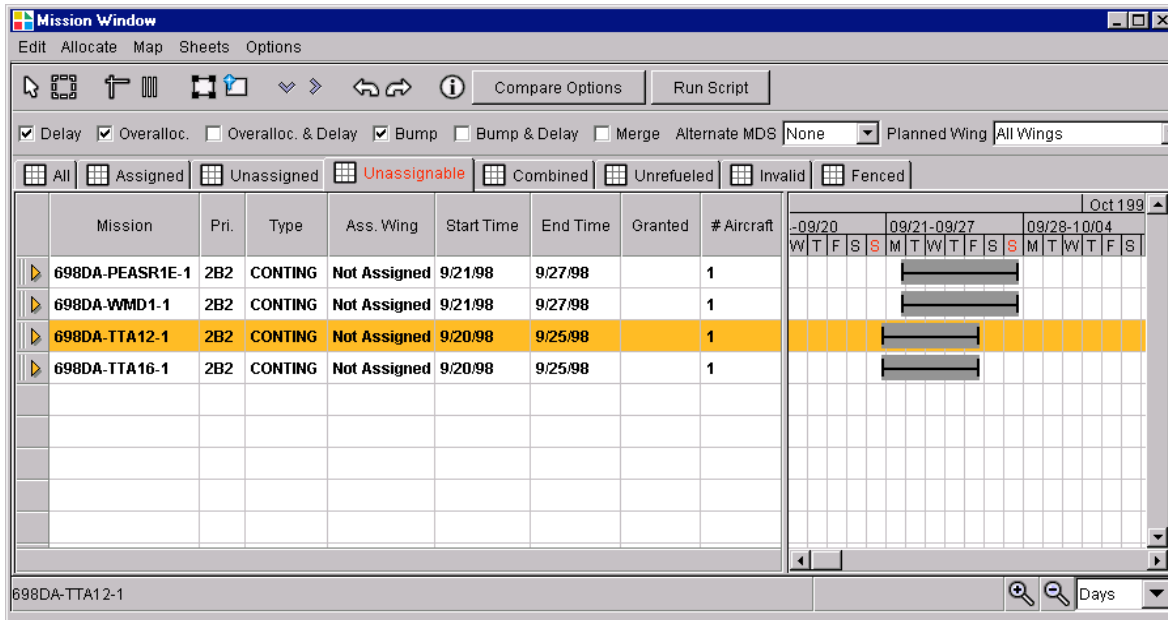 Mission Window
Edit Allocate Map Sheets Options
Compare Options Run Script
Delay Overalloc. Overalloc. & Delay Bump Bump & Delay Merge Alternate MDS None Planned Wing All Wings
All Assigned Unassigned Unassignable Combined Unrefueled Invalid Fenced
Mission Pri. Type Ass. Wing Start Time End Time Granted # Aircraft
Oct 199
-09/20 09/21-09/27 09/28-10/04
W T F S S M T W T F S S M T W T F S
698DA-PEASR1E-1 2B2 CONTING Not Assigned 9/21/98 9/27/98 1
698DA-WMD1-1 2B2 CONTING Not Assigned 9/21/98 9/27/98 1
698DA-TTA12-1 2B2 CONTING Not Assigned 9/20/98 9/25/98 1
698DA-TTA16-1 2B2 CONTING Not Assigned 9/20/98 9/25/98 1
698DA-TTA12-1 Days